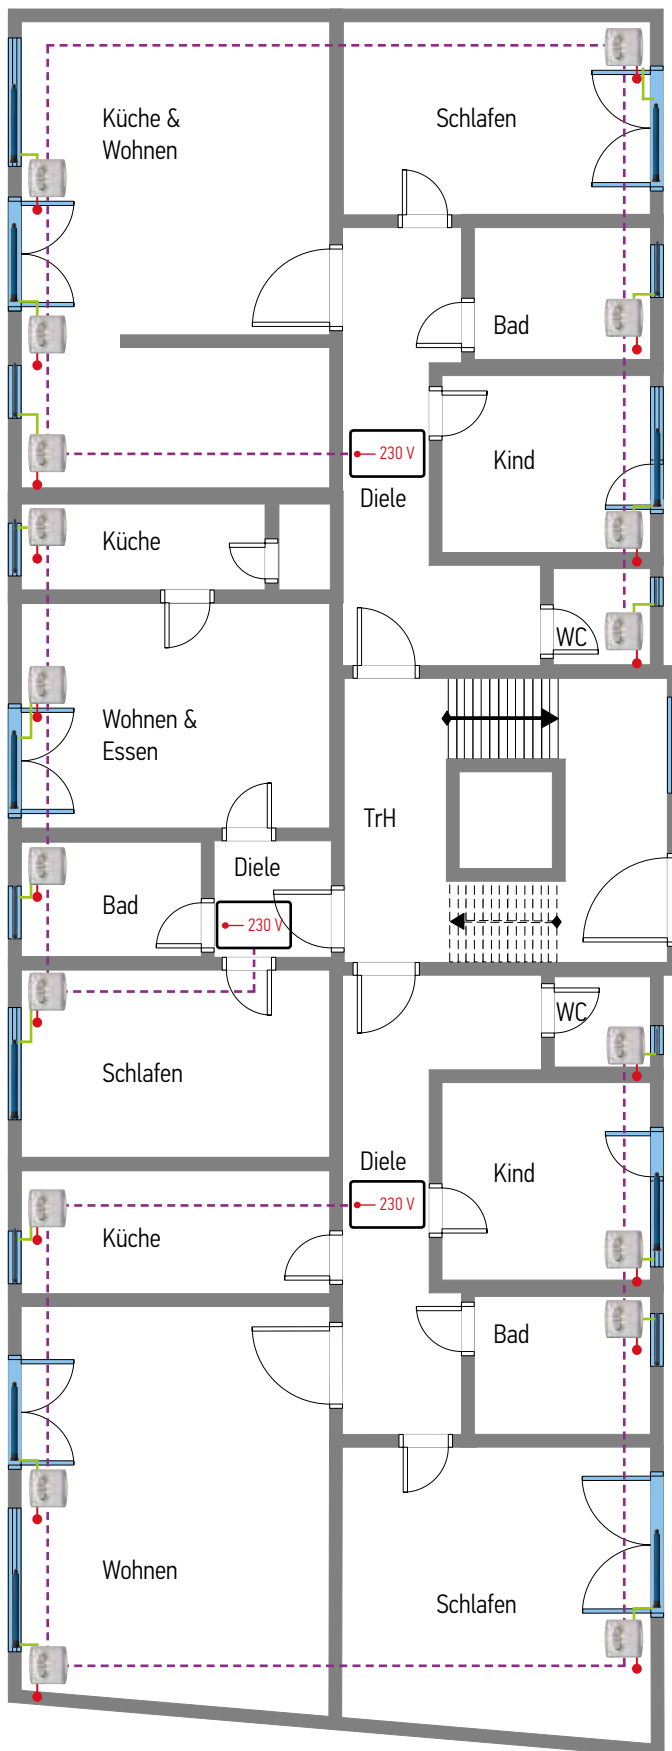 Küche &
Wohnen
Schlafen
Bad
Kind
230 V
Diele
Küche
WC
Wohnen &
Essen
TrH
Diele
Bad
230 V
WC
Schlafen
Diele
Kind
230 V
Küche
Bad
Wohnen
Schlafen